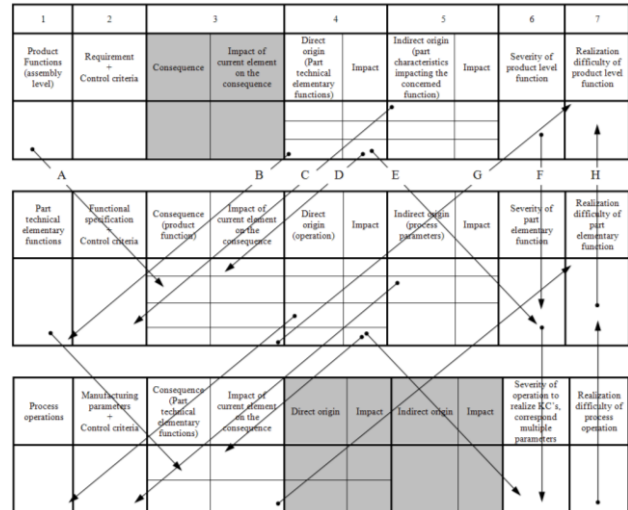 1
2
3
4
5
6
7
Product
Functions
(assembly
level)
Requirement
+
Control criteria
Consequence
Impact of
current element
on the
consequence
Direct
origin
(Part
technical
elementary
functions)
Impact
Indirect origin
(part
characteristics
impacting the
concerned
function)
Impact
Severity of
product level
function
Realization
difficulty of
product level
function
A
B
C
D
E
G
F
H
Part
technical
elementary
functions
Functional
specification
+
Control criteria
Consequence
(product
function)
Impact of
current element
on the
consequence
Direct
origin
(operation)
Impact
Indirect origin
(process
parameters)
Impact
Severity of
part
elementary
function
Realization
difficulty of
part elementary
function
Process
operations
Manufacturing
parameters
+
Control criteria
Consequence
(Part
technical
elementary
functions)
Impact of
current element
on the
consequence
Direct origin
Impact
Indirect origin
Impact
Severity of
operation to
realize KC's,
correspond
multiple
parameters
Realization
difficulty of
process
operation